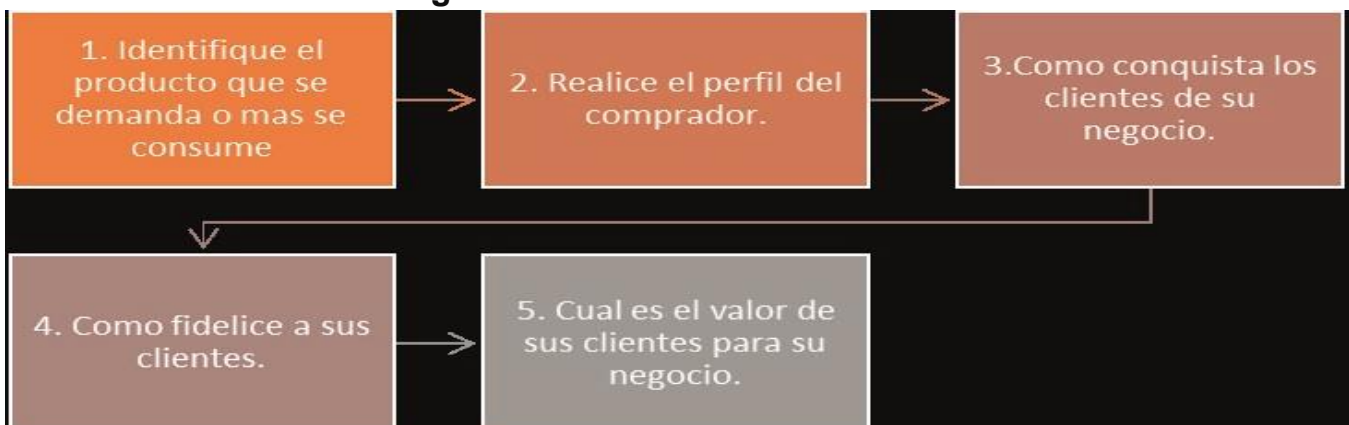 1. Identifique el
producto que se
demanda o mas se
consume
2. Realice el perfil del
comprador.
3.Como conquista los
clientes de su
negocio.
4. Como fidelice a sus
clientes.
5. Cual es el valor de
sus clientes para su
negocio.